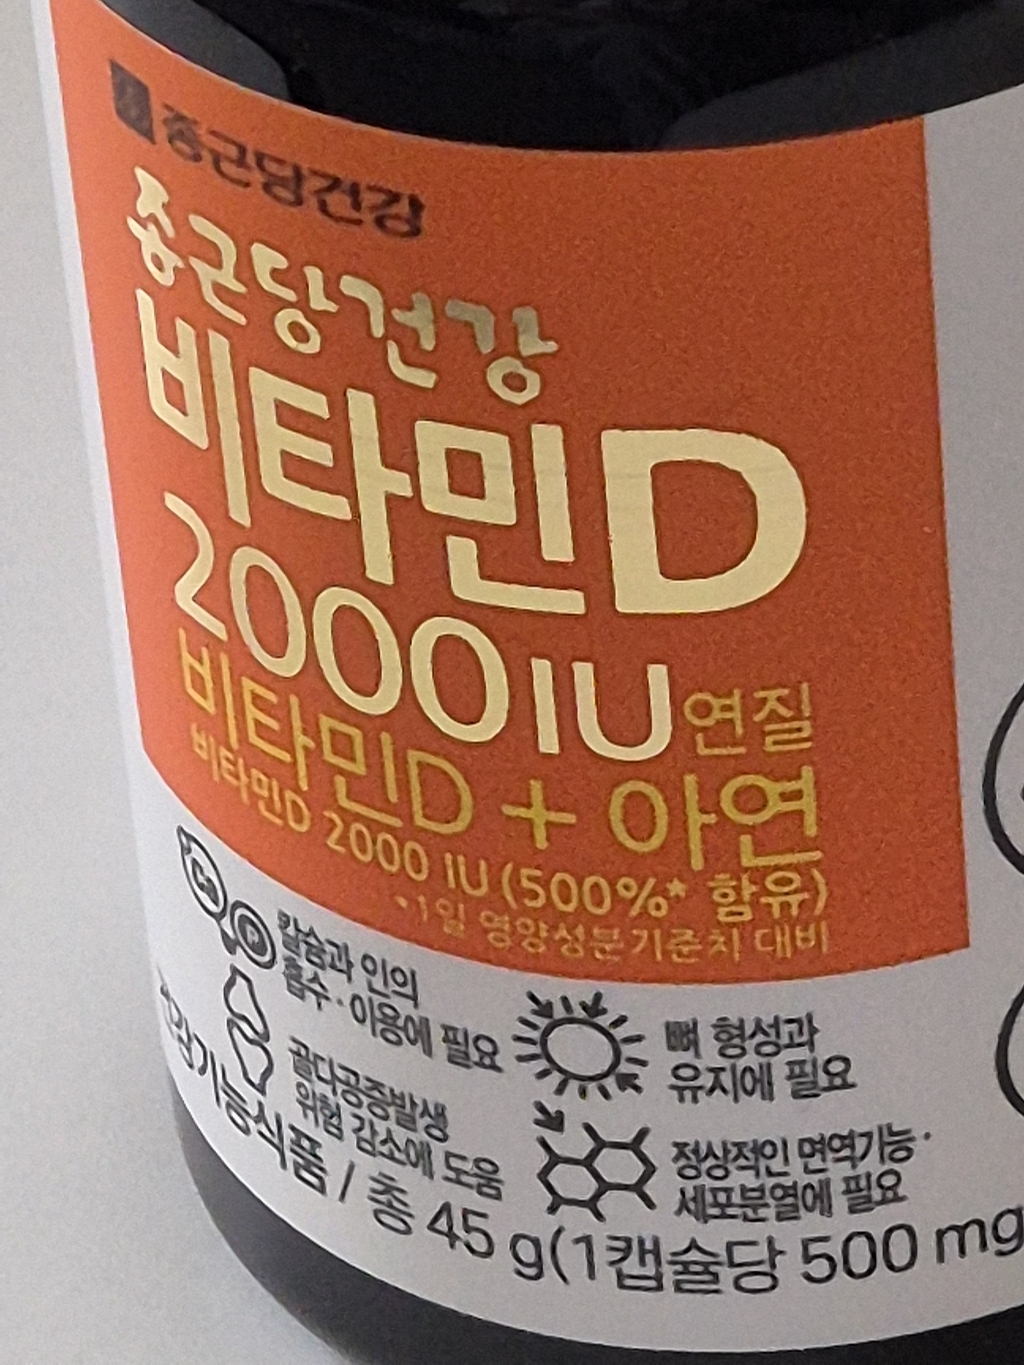 종근당건강
종근당건강
비타민D
2000IU 연질
비타민D + 아연
비타민D 2000 IU (500%* 함유)
*1일 영양성분기준치 대비
Ca P
칼슘과 인의
흡수·이용에 필요
뼈 형성과
유지에 필요
골다공증발생
위험 감소에 도움
정상적인 면역기능·
세포분열에 필요
건강기능식품 / 총 45 g(1캡슐당 500 mg